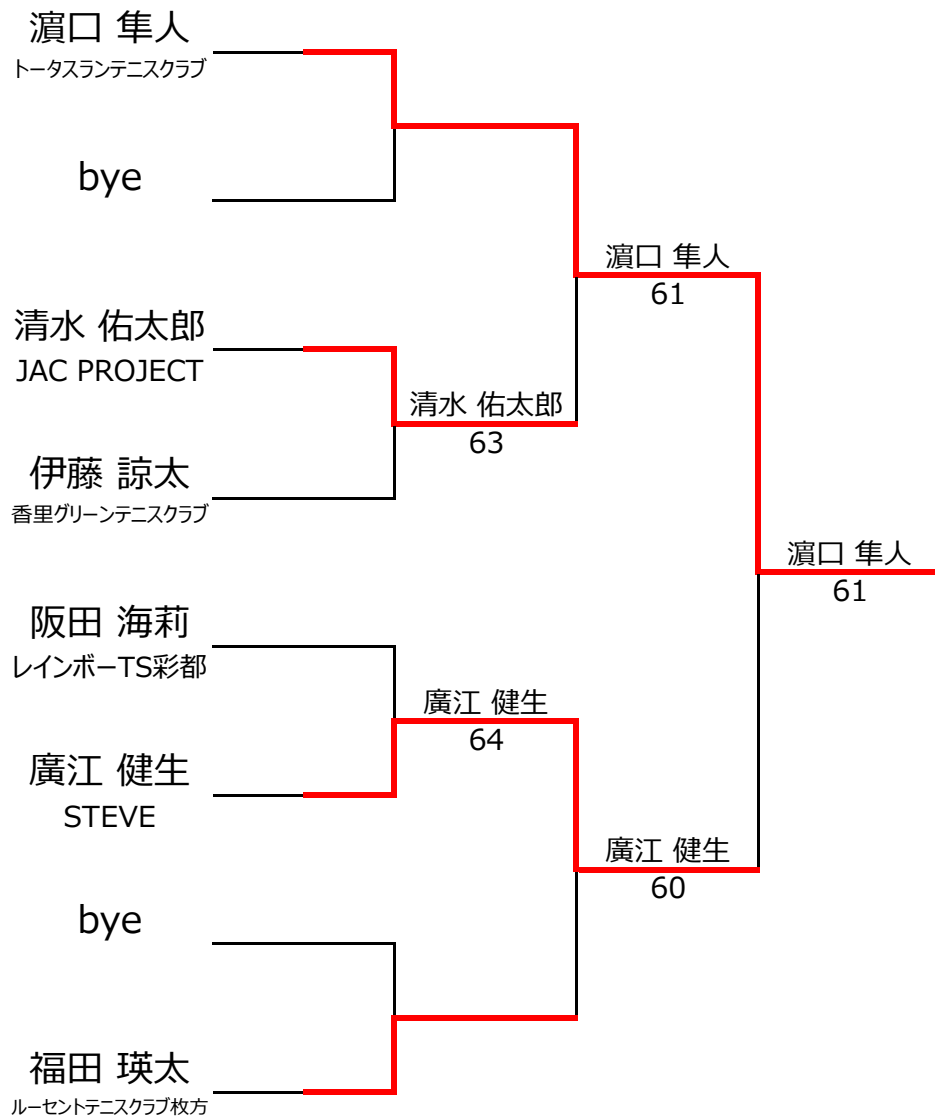 濵口 隼人
トータスランテニスクラブ
bye
清水 佑太郎
JAC PROJECT
伊藤 諒太
香里グリーンテニスクラブ
阪田 海莉
レインボーTS彩都
廣江 健生
STEVE
bye
福田 瑛太
ルーセントテニスクラブ枚方
清水 佑太郎
63
廣江 健生
64
濵口 隼人
61
廣江 健生
60
濵口 隼人
61